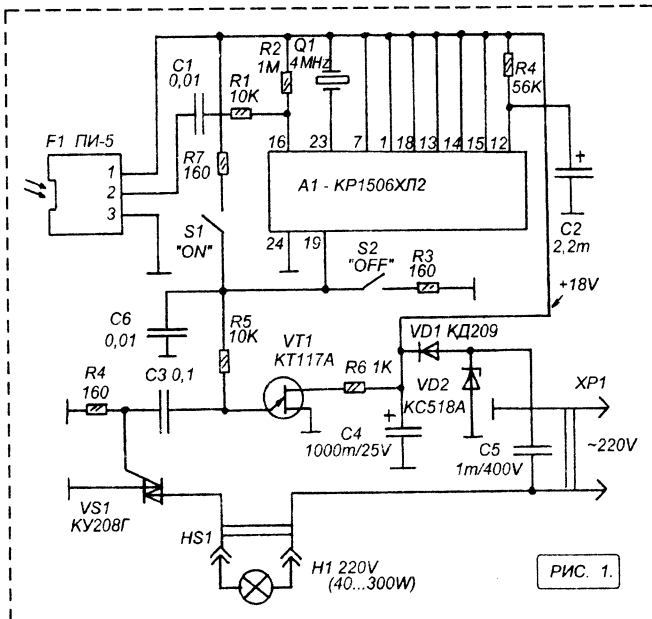 C1
0,01
R2
1M
Q1
4MHz
R1
10K
R4
56K
F1 ПИ-5
1
2
3
R7
160
16
23
7
1
18
13
14
15
12
A1 - КР1506ХЛ2
+
C2
2,2m
S1
"ON"
24
19
S2
"OFF"
R3
160
+18V
C6
0,01
R5
10K
VT1
КТ117А
VD1 КД209
R4
160
C3 0,1
R6 1K
VD2
КС518А
XP1
+
C4
1000m/25V
C5
1m/400V
~220V
VS1
КУ208Г
HS1
H1 220V
(40...300W)
РИС. 1.